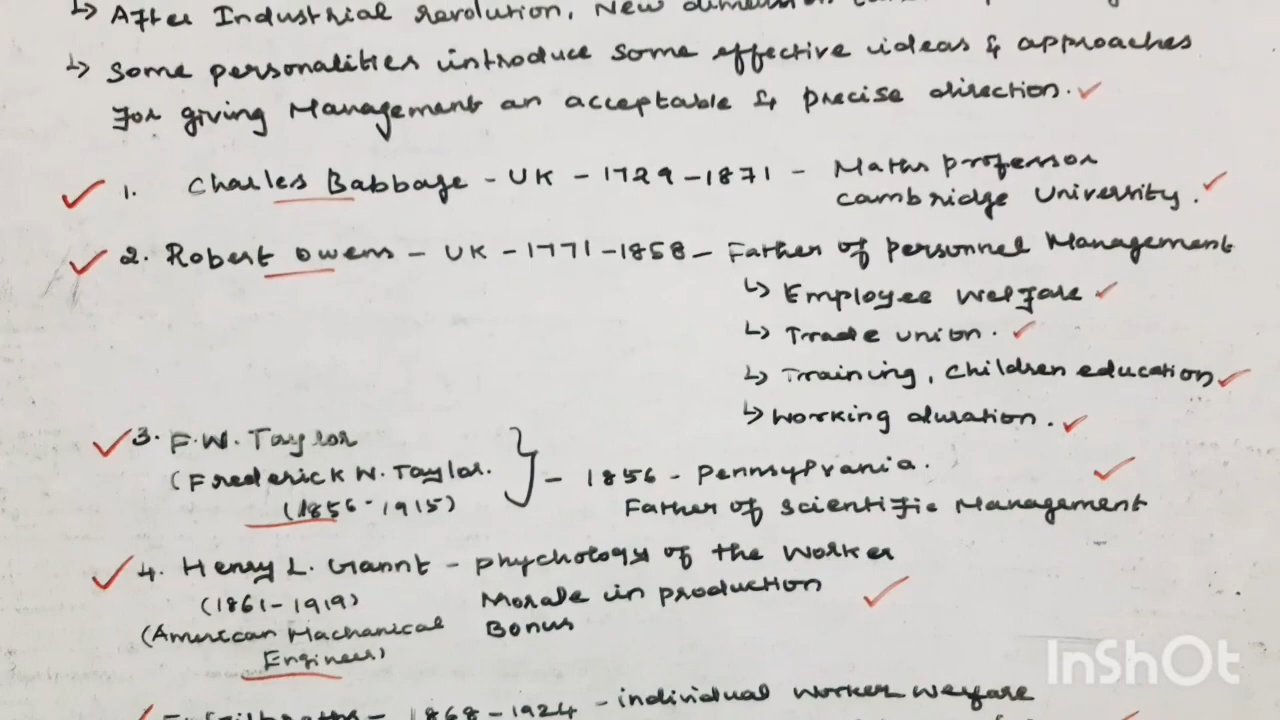 ↳ After Industrial revolution, New dimension
↳ Some personalities introduce some effective ideas & approaches
for giving Management an acceptable & precise direction.
1. Charles Babbage - UK - 1729-1871 - Maths professor
Cambridge University.
2. Robert Owens - UK - 1771-1858 - Father of personnel Management
↳ Employee welfare
↳ Trade union.
↳ Training, children education
↳ Working duration.
3. F.W. Taylor
(Frederick W. Taylor.
(1856-1915)
} - 1856 - Pennsylvania.
Father of scientific Management
4. Henry L. Gannt - phychology of the worker
(1861-1919) Morale in production
(American Machanical Bonus
Engineer)
1868-1924 - individual worker welfare
InShOt